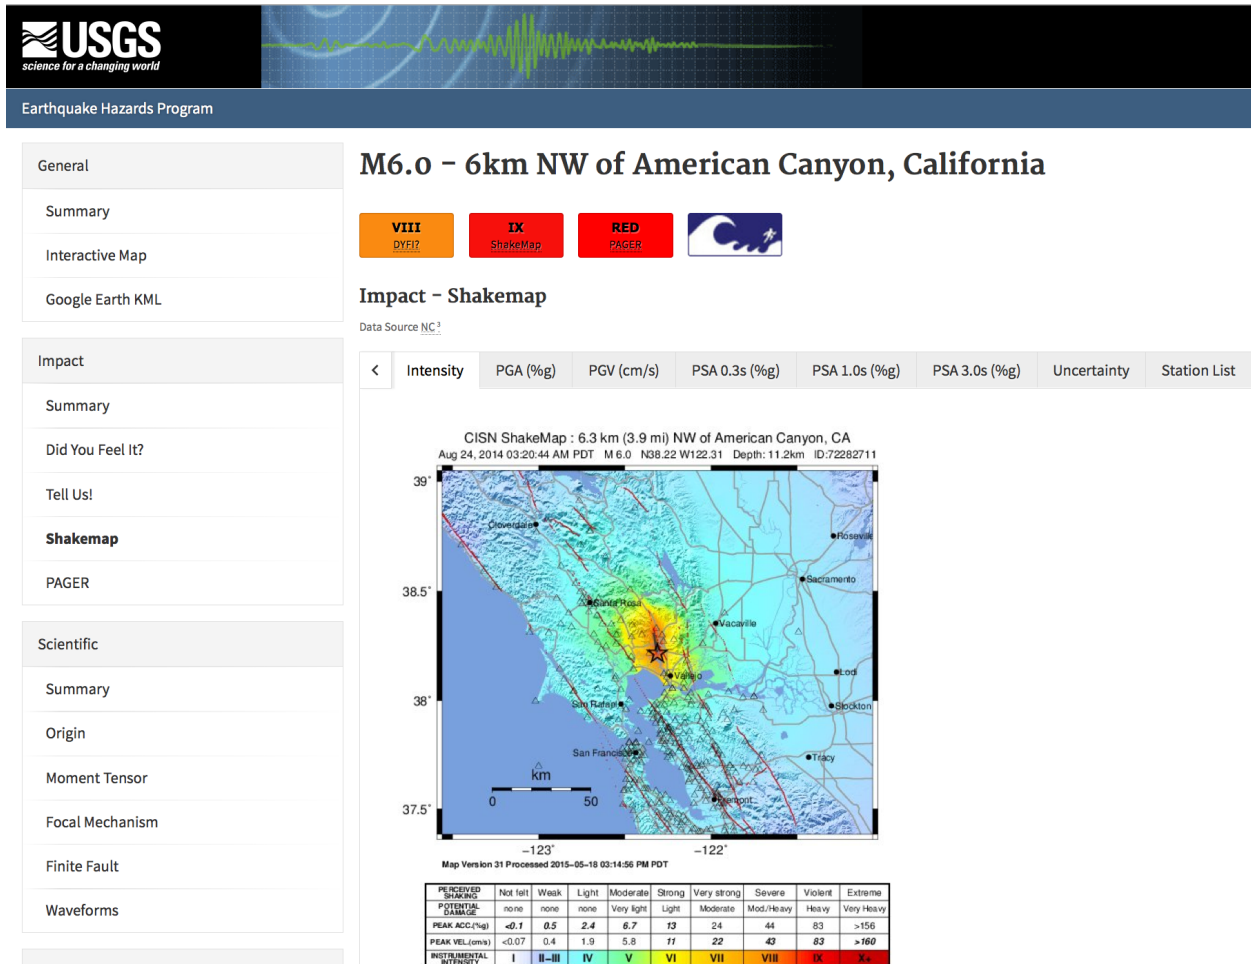 USGS
science for a changing world
Earthquake Hazards Program
General
Summary
Interactive Map
Google Earth KML
Impact
Summary
Did You Feel It?
Tell Us!
Shakemap
PAGER
Scientific
Summary
Origin
Moment Tensor
Focal Mechanism
Finite Fault
Waveforms
M6.0 - 6km NW of American Canyon, California
VIII IX RED
DYFI? ShakeMap PAGER
Impact - Shakemap
Data Source NC 3
Intensity PGA (%g) PGV (cm/s) PSA 0.3s (%g) PSA 1.0s (%g) PSA 3.0s (%g) Uncertainty Station List
CISN ShakeMap : 6.3 km (3.9 mi) NW of American Canyon, CA
Aug 24, 2014 03:20:44 AM PDT M 6.0 N38.22 W122.31 Depth: 11.2km ID:72282711
39°
Cloverdale
Roseville
Sacramento
38.5°
Santa Rosa
Vacaville
Vallejo
Lodi
38°
San Rafael
Stockton
San Francisco
Tracy
km
0 50
Fremont
37.5°
-123° -122°
Map Version 31 Processed 2015-05-18 03:14:56 PM PDT
PERCEIVED SHAKING Not felt Weak Light Moderate Strong Very strong Severe Violent Extreme
POTENTIAL DAMAGE none none none Very light Light Moderate Mod./Heavy Heavy Very Heavy
PEAK ACC.(%g) <0.1 0.5 2.4 6.7 13 24 44 83 >156
PEAK VEL.(cm/s) <0.07 0.4 1.9 5.8 11 22 43 83 >160
INSTRUMENTAL INTENSITY I II-III IV V VI VII VIII IX X+